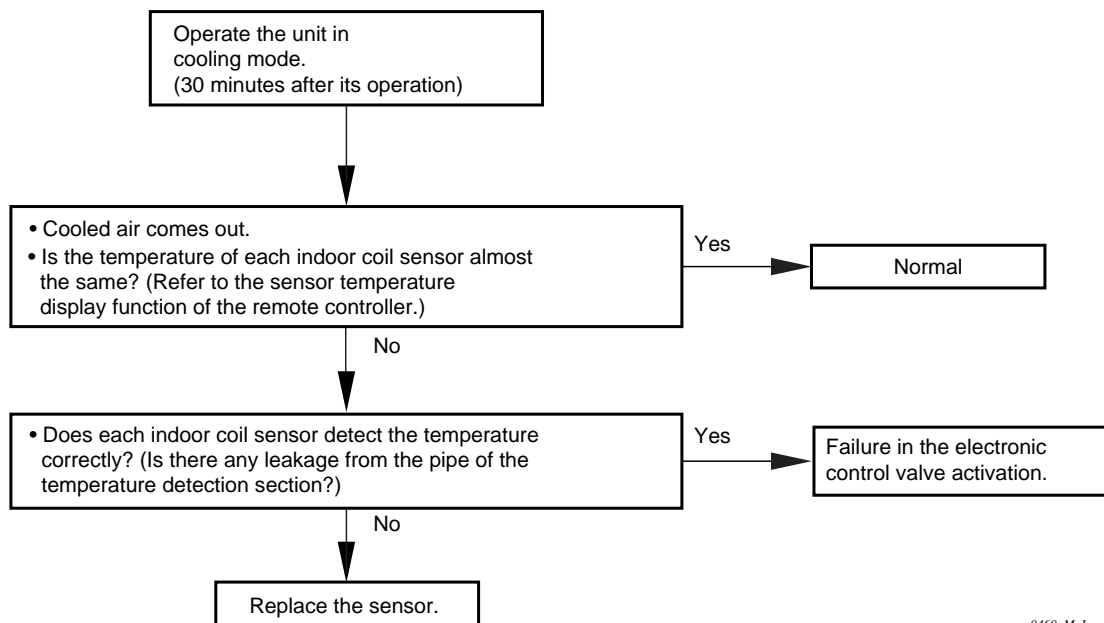 Operate the unit in
cooling mode.
(30 minutes after its operation)
• Cooled air comes out.
• Is the temperature of each indoor coil sensor almost
the same? (Refer to the sensor temperature
display function of the remote controller.)
Yes
Normal
No
• Does each indoor coil sensor detect the temperature
correctly? (Is there any leakage from the pipe of the
temperature detection section?)
Yes
Failure in the electronic
control valve activation.
No
Replace the sensor.